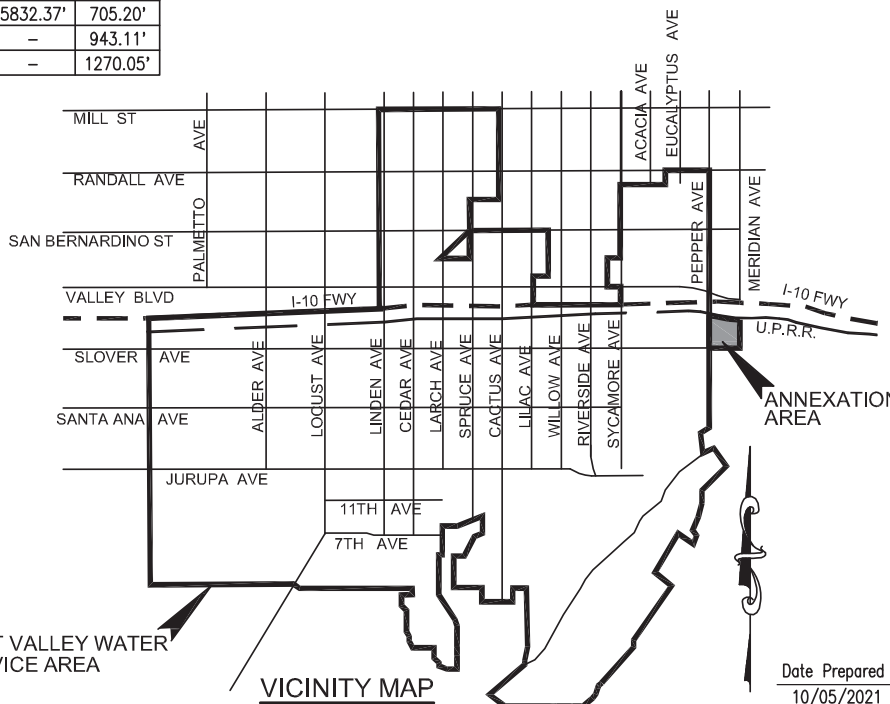 5832.37' 705.20'
– 943.11'
– 1270.05'
MILL ST
RANDALL AVE
SAN BERNARDINO ST
VALLEY BLVD
I-10 FWY
SLOVER AVE
SANTA ANA AVE
JURUPA AVE
11TH AVE
7TH AVE
PALMETTO AVE
ALDER AVE
LOCUST AVE
LINDEN AVE
CEDAR AVE
LARCH AVE
SPRUCE AVE
CACTUS AVE
LILAC AVE
WILLOW AVE
RIVERSIDE AVE
SYCAMORE AVE
ACACIA AVE
EUCALYPTUS AVE
PEPPER AVE
MERIDIAN AVE
I-10 FWY
U.P.R.R.
ANNEXATION
AREA
T VALLEY WATER
VICE AREA
VICINITY MAP
Date Prepared
10/05/2021